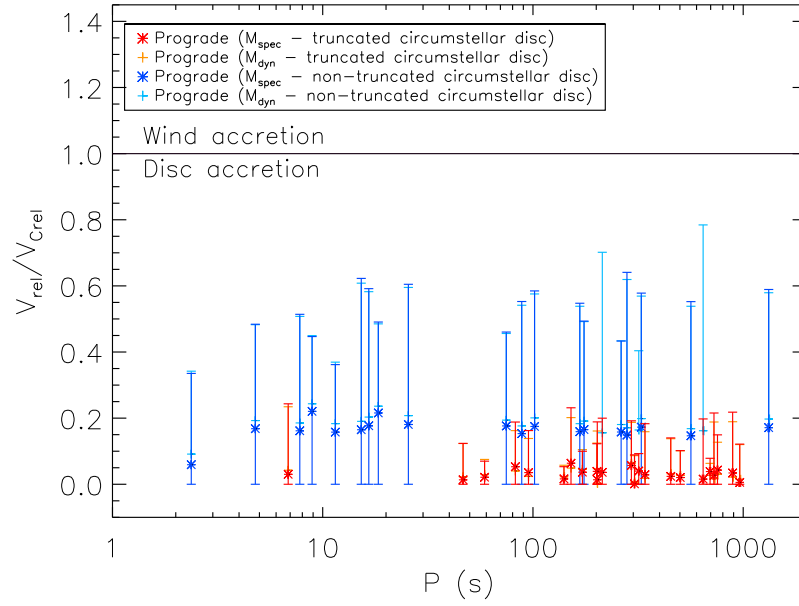 1.4
1.2
1.0
0.8
0.6
0.4
0.2
0.0
V_rel/V_Crel
Prograde (M_spec − truncated circumstellar disc)
Prograde (M_dyn − truncated circumstellar disc)
Prograde (M_spec − non−truncated circumstellar disc)
Prograde (M_dyn − non−truncated circumstellar disc)
Wind accretion
Disc accretion
1 10 100 1000
P (s)